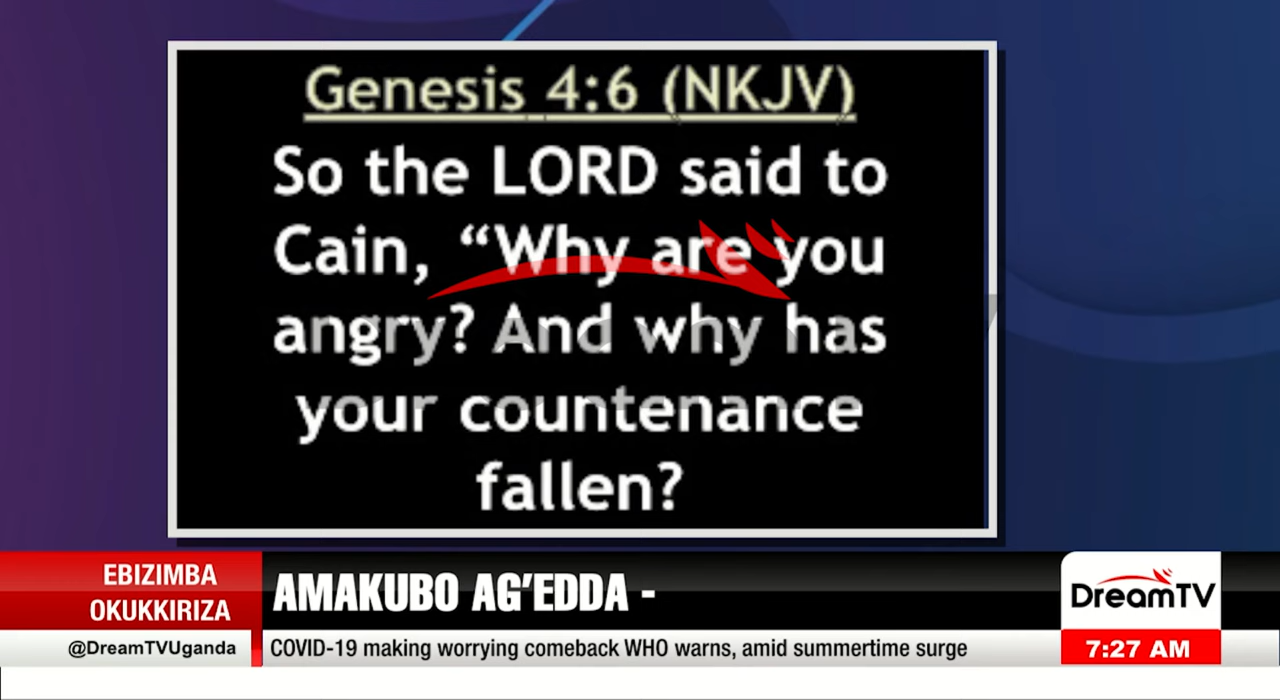 Genesis 4:6 (NKJV)
So the LORD said to
Cain, “Why are you
angry? And why has
your countenance
fallen?
EBIZIMBA
OKUKKIRIZA
AMAKUBO AG’EDDA -
DreamTV
@DreamTVUganda
COVID-19 making worrying comeback WHO warns, amid summertime surge
7:27 AM